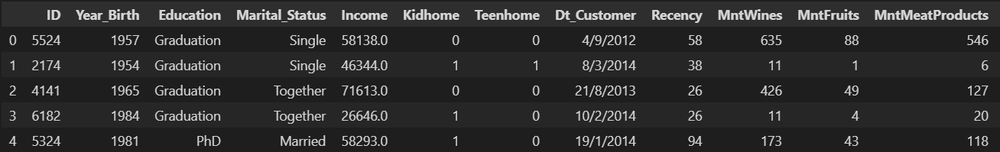 ID Year_Birth Education Marital_Status Income Kidhome Teenhome Dt_Customer Recency MntWines MntFruits MntMeatProducts
0 5524 1957 Graduation Single 58138.0 0 0 4/9/2012 58 635 88 546
1 2174 1954 Graduation Single 46344.0 1 1 8/3/2014 38 11 1 6
2 4141 1965 Graduation Together 71613.0 0 0 21/8/2013 26 426 49 127
3 6182 1984 Graduation Together 26646.0 1 0 10/2/2014 26 11 4 20
4 5324 1981 PhD Married 58293.0 1 0 19/1/2014 94 173 43 118